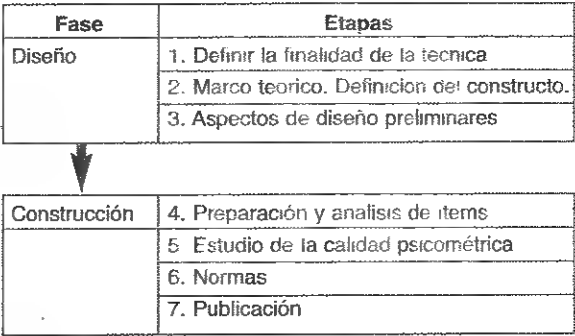 Fase Etapas
Diseño 1. Definir la finalidad de la tecnica
2. Marco teorico. Definicion del constructo.
3. Aspectos de diseño preliminares
Construcción 4. Preparación y analisis de items
5 Estudio de la calidad psicométrica
6. Normas
7. Publicación